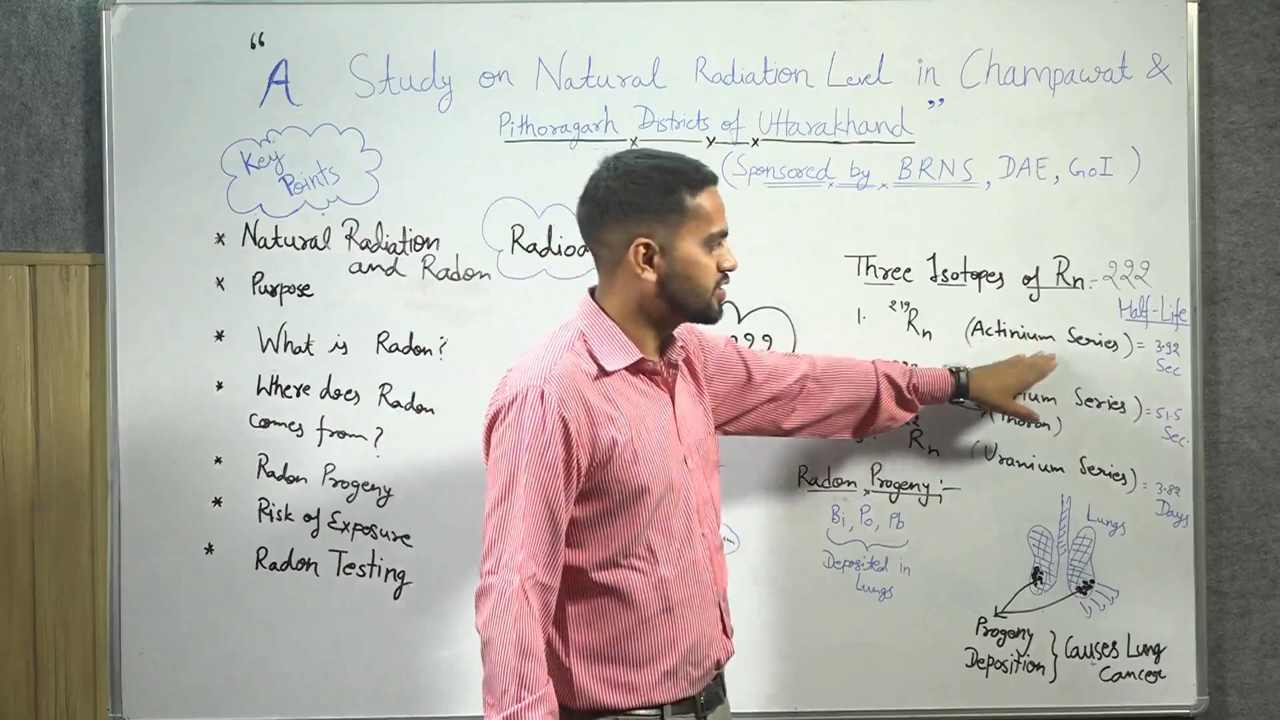 “
A Study on Natural Radiation Level in Champawat &
Pithoragarh Districts of Uttarakhand ”
(Sponsored by BRNS, DAE, GoI)
Key
Points
* Natural Radiation
and Radon
* Purpose
* What is Radon?
* Where does Radon
comes from?
* Radon Progeny
* Risk of Exposure
* Radon Testing
Three Isotopes of Rn:-222
Half-Life
1. ²¹⁹Rn (Actinium Series) = 3.92
Sec
Series) = 51.5
Sec.
(Thoron)
Rn (Uranium Series) = 3.82
Days
Radon Progeny :-
Bi, Po, Pb
Deposited in
Lungs
Lungs
Progeny
Deposition } Causes Lung
Cancer